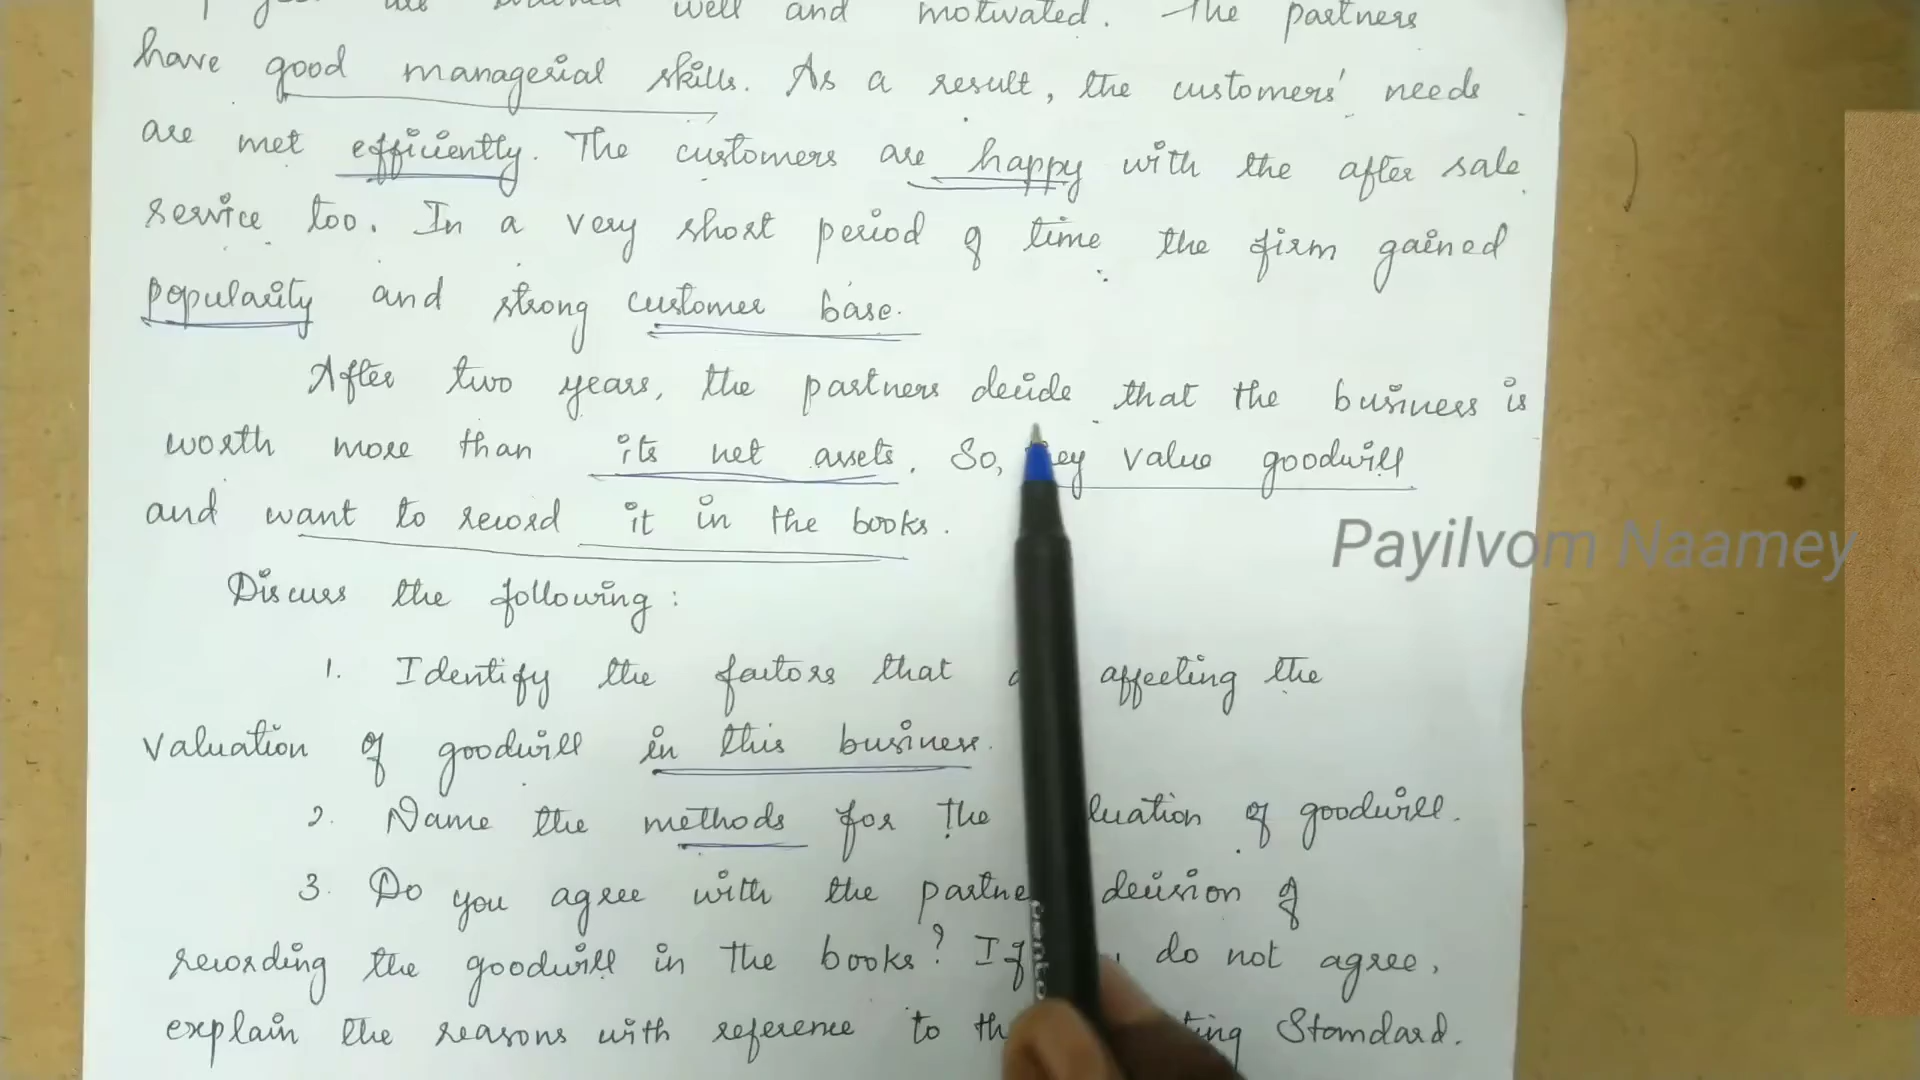 well and motivated. The partners
have good managerial skills. As a result, the customers' needs
are met efficiently. The customers are happy with the after sale
service too. In a very short period of time the firm gained
popularity and strong customer base.
After two years, the partners decide that the business is
worth more than its net assets. So, value goodwill
and want to record it in the books.
Payilvom Naamey
Discuss the following:
1. Identify the factors that affecting the
valuation of goodwill in this business.
2. Name the methods for the of goodwill.
3. Do you agree with the decision of
recording the goodwill in the books? If do not agree,
explain the reasons with reference to Standard.